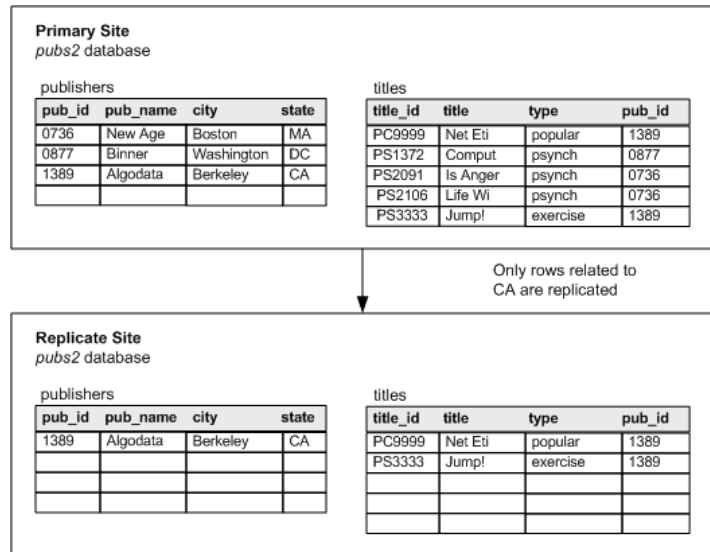 Primary Site
pubs2 database
publishers
pub_id pub_name city state
0736 New Age Boston MA
0877 Binner Washington DC
1389 Algodata Berkeley CA
titles
title_id title type pub_id
PC9999 Net Eti popular 1389
PS1372 Comput psynch 0877
PS2091 Is Anger psynch 0736
PS2106 Life Wi psynch 0736
PS3333 Jump! exercise 1389
Only rows related to
CA are replicated
Replicate Site
pubs2 database
publishers
pub_id pub_name city state
1389 Algodata Berkeley CA
titles
title_id title type pub_id
PC9999 Net Eti popular 1389
PS3333 Jump! exercise 1389